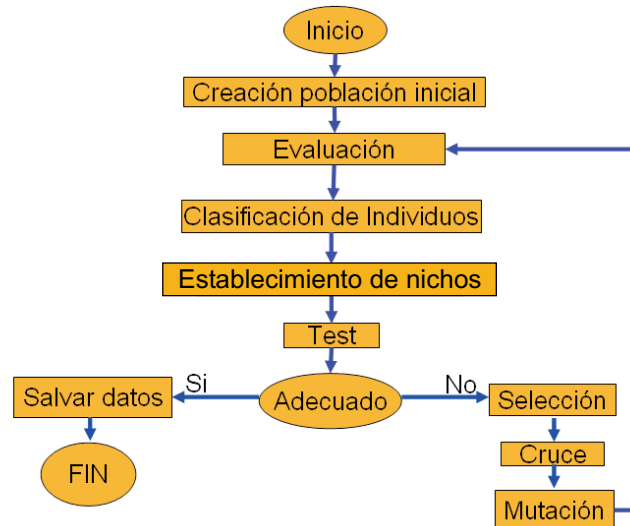 Inicio
Creación población inicial
Evaluación
Clasificación de Individuos
Establecimiento de nichos
Test
Adecuado
Si
No
Salvar datos
Selección
FIN
Cruce
Mutación